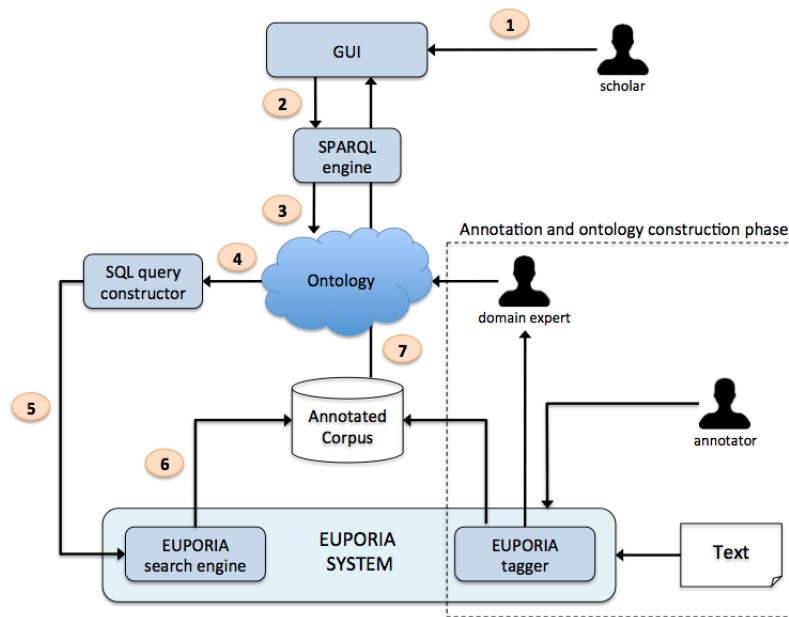 1
GUI
scholar
2
SPARQL
engine
3
Annotation and ontology construction phase
4
SQL query
constructor
Ontology
domain expert
7
5
Annotated
Corpus
annotator
6
EUPORIA
search engine
EUPORIA
SYSTEM
EUPORIA
tagger
Text